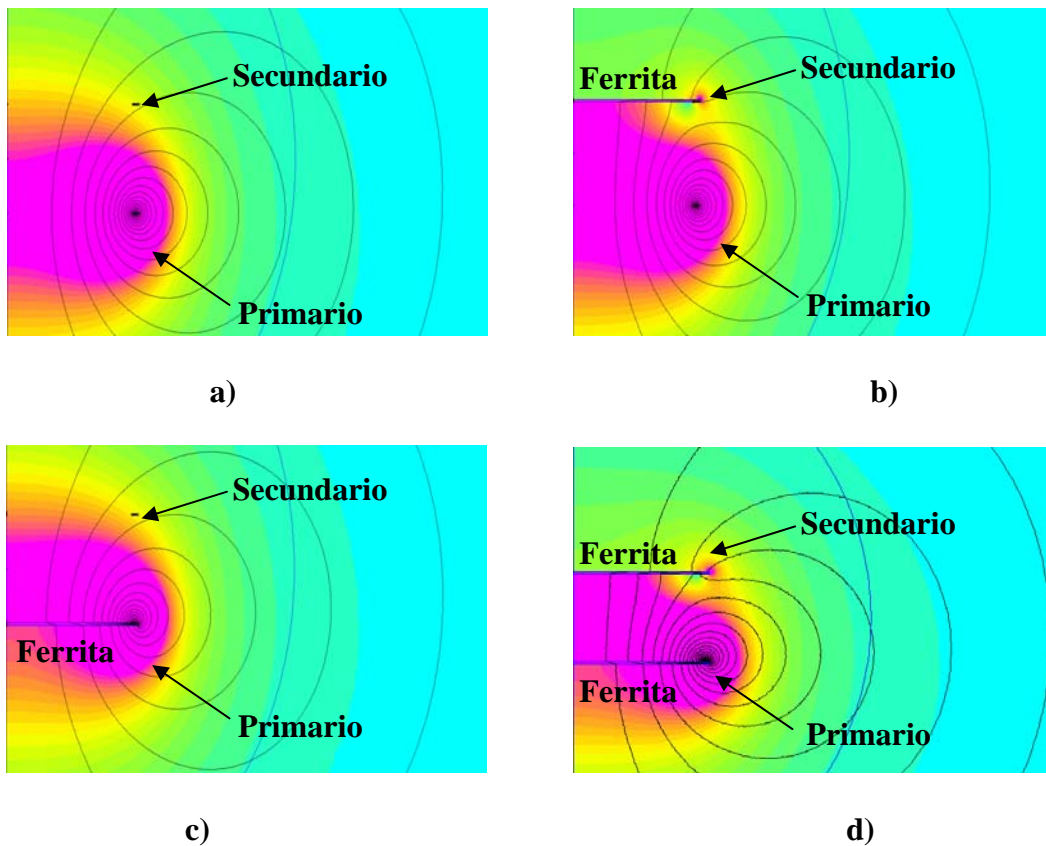 Secundario
Primario
a)
Ferrita
Secundario
Primario
b)
Secundario
Ferrita
Primario
c)
Secundario
Ferrita
Ferrita
Primario
d)